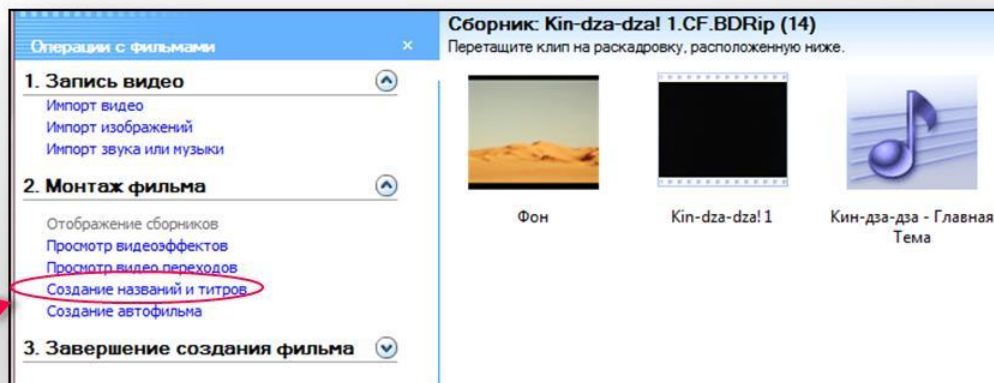 Операции с фильмами
1. Запись видео
Импорт видео
Импорт изображений
Импорт звука или музыки
2. Монтаж фильма
Отображение сборников
Просмотр видеоэффектов
Просмотр видео переходов
Создание названий и титров
Создание автофильма
3. Завершение создания фильма
Сборник: Kin-dza-dza! 1.CF.BDRip (14)
Перетащите клип на раскадровку, расположенную ниже.
Фон
Kin-dza-dza! 1
Кин-дза-дза - Главная
Тема